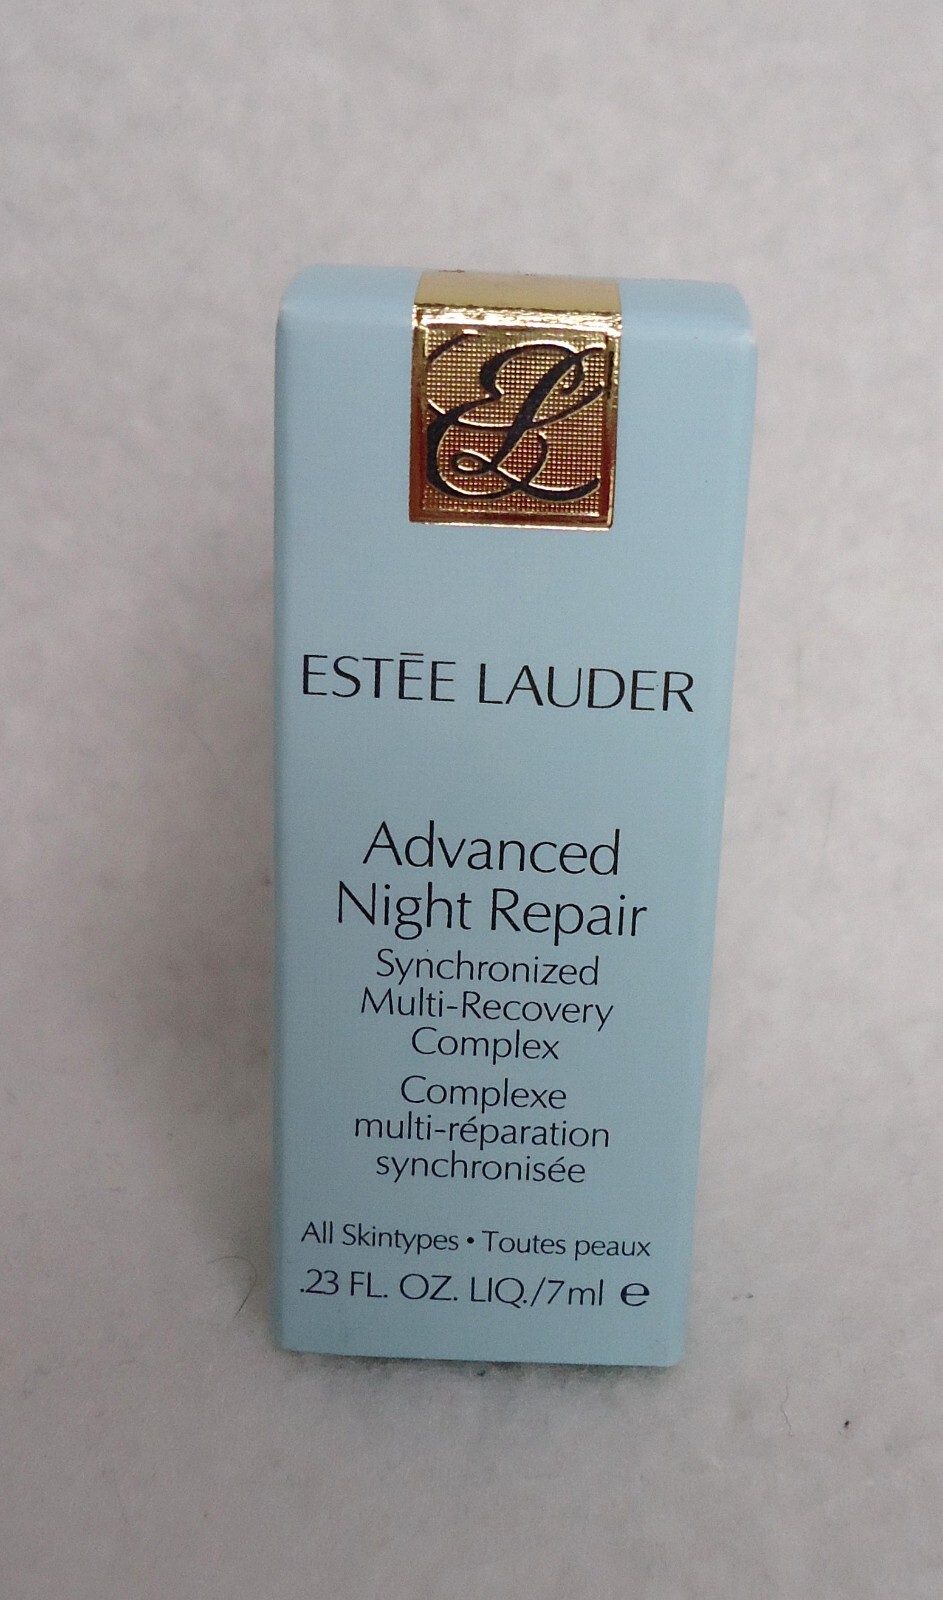 EL
ESTĒE LAUDER
Advanced
Night Repair
Synchronized
Multi-Recovery
Complex
Complexe
multi-réparation
synchronisée
All Skintypes • Toutes peaux
.23 FL. OZ. LIQ./7ml ℮